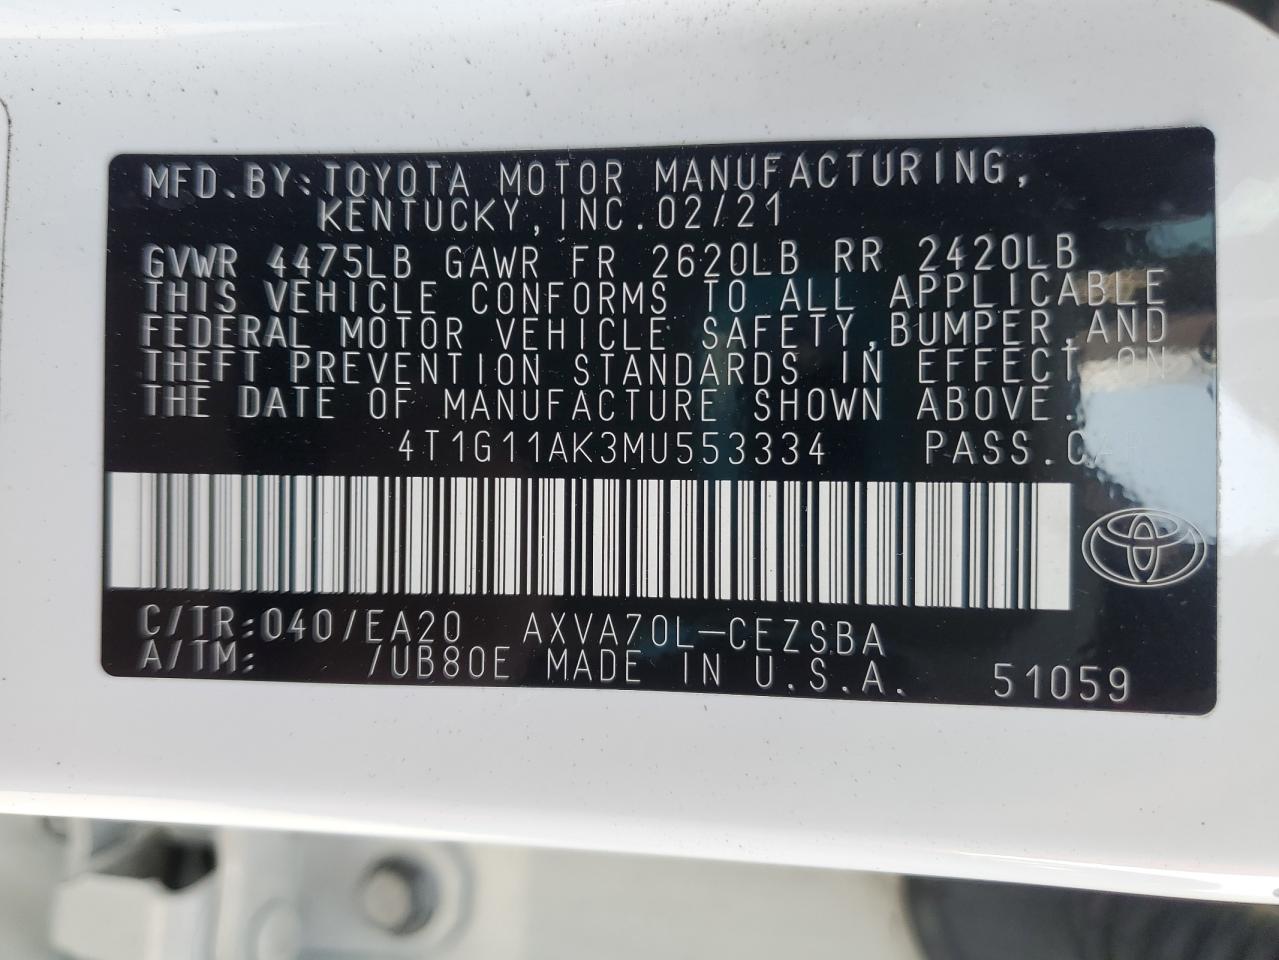 MFD.BY:TOYOTA MOTOR MANUFACTURING,
KENTUCKY,INC.02/21
GVWR 4475LB GAWR FR 2620LB RR 2420LB
THIS VEHICLE CONFORMS TO ALL APPLICABLE
FEDERAL MOTOR VEHICLE SAFETY,BUMPER,AND
THEFT PREVENTION STANDARDS IN EFFECT ON
THE DATE OF MANUFACTURE SHOWN ABOVE.
4T1G11AK3MU553334 PASS.CAR
C/TR:040/EA20 AXVA70L-CEZSBA
A/TM: /UB80E MADE IN U.S.A. 51059